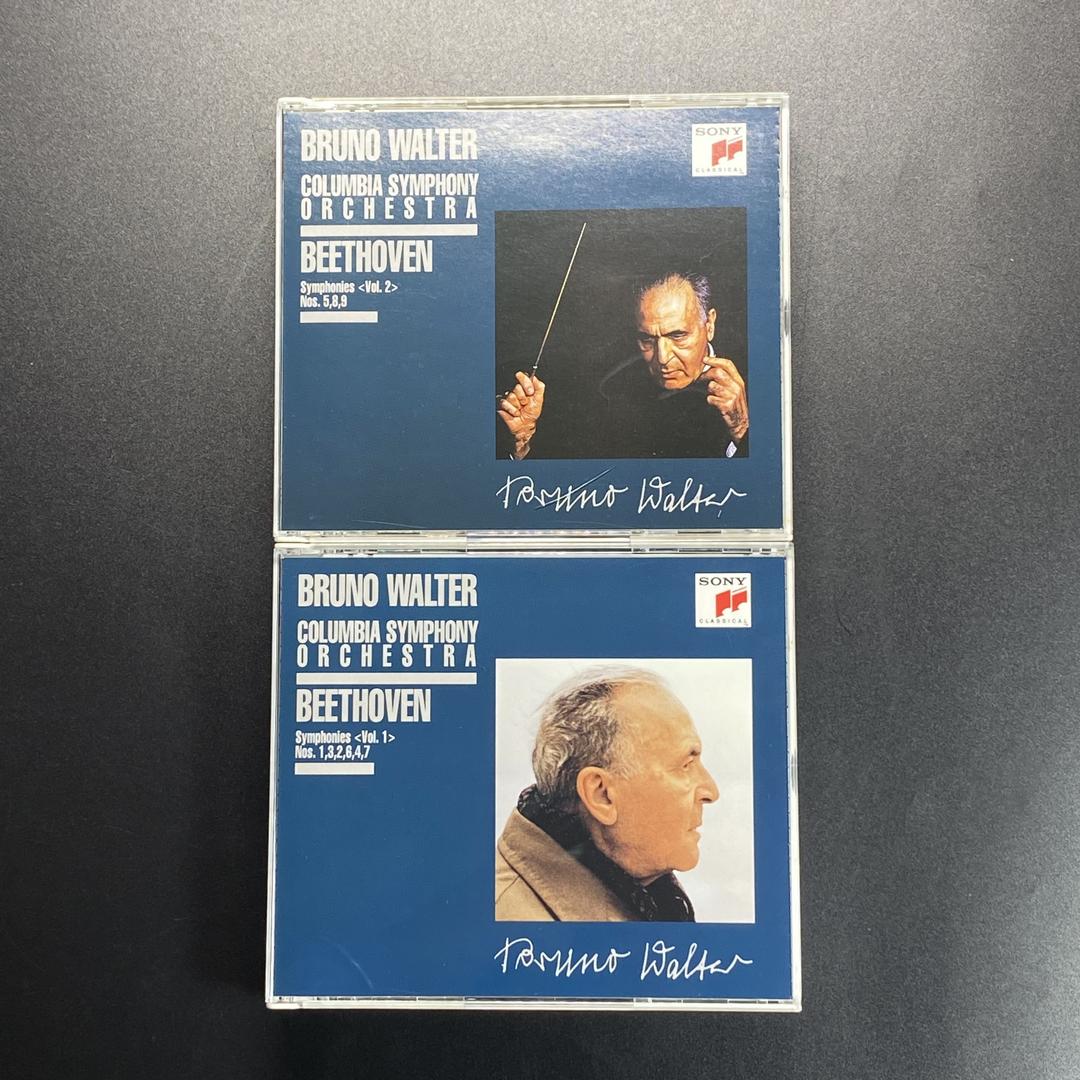 BRUNO WALTER
SONY
CLASSICAL
COLUMBIA SYMPHONY
ORCHESTRA
BEETHOVEN
Symphonies <Vol. 2>
Nos. 5,8,9
Bruno Walter
BRUNO WALTER
SONY
CLASSICAL
COLUMBIA SYMPHONY
ORCHESTRA
BEETHOVEN
Symphonies <Vol. 1>
Nos. 1,3,2,6,4,7
Bruno Walter